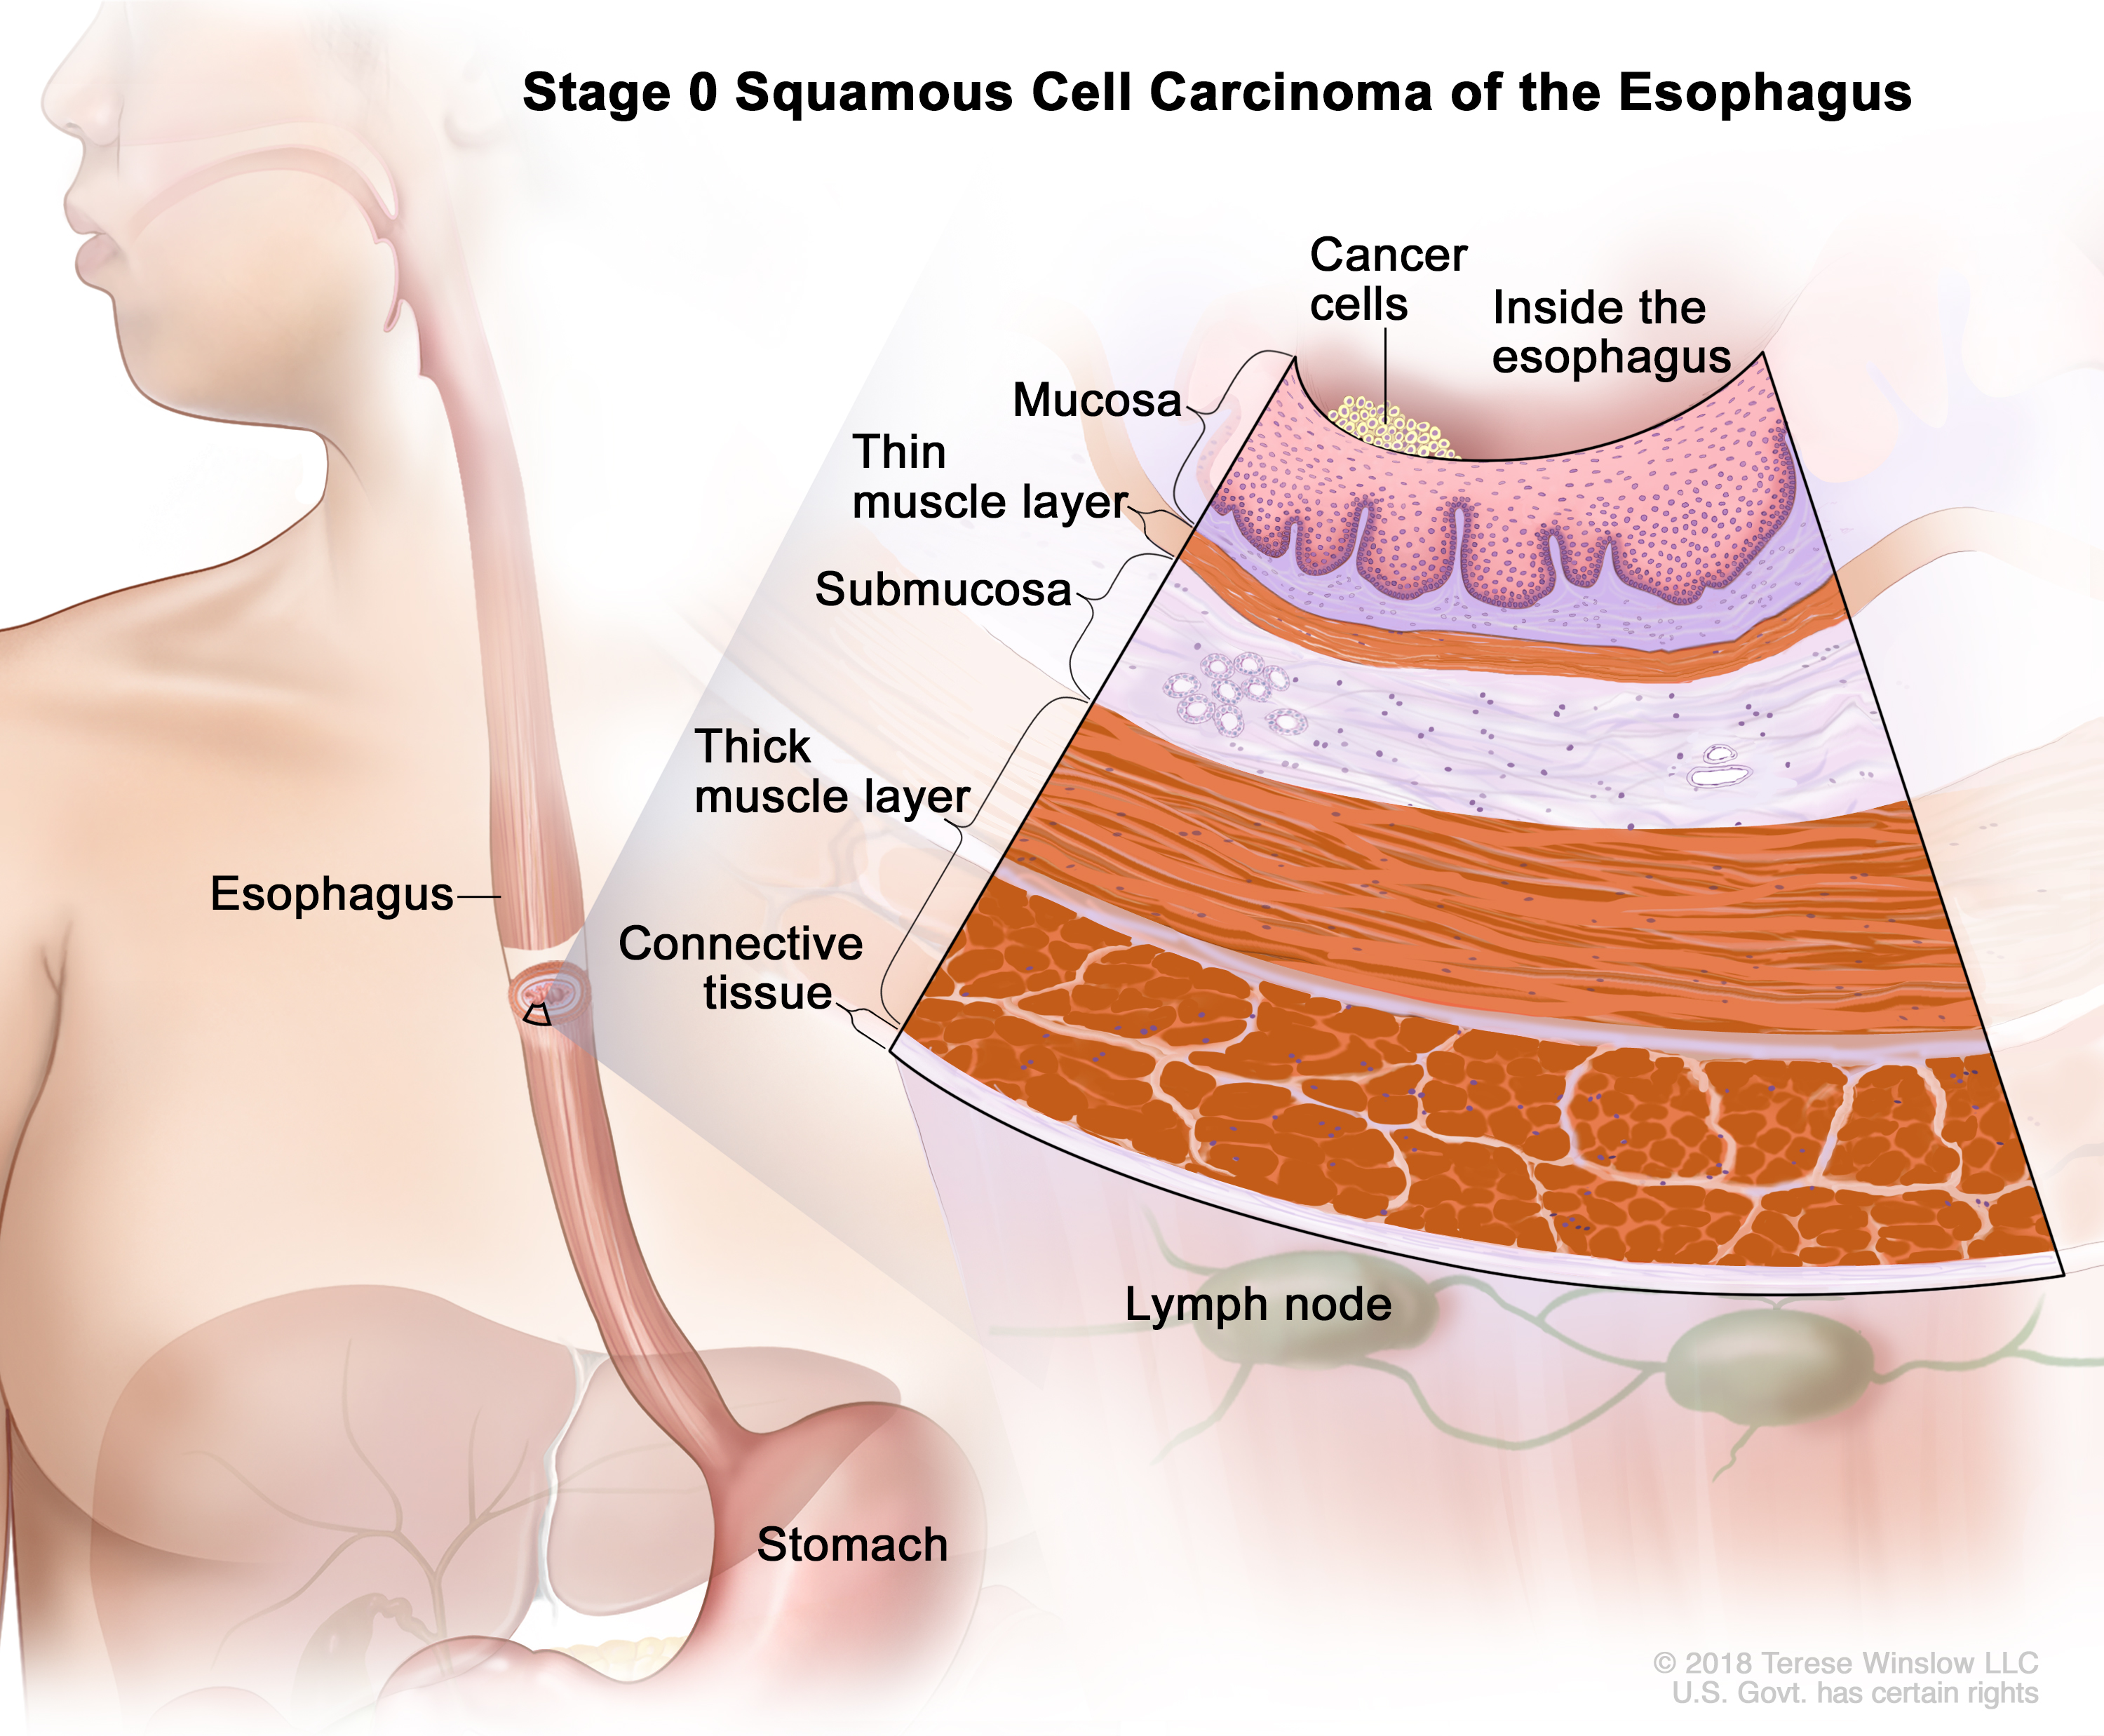 Stage 0 Squamous Cell Carcinoma of the Esophagus
Cancer
cells
Inside the
esophagus
Mucosa
Thin
muscle layer
Submucosa
Thick
muscle layer
Esophagus
Connective
tissue
Lymph node
Stomach
© 2018 Terese Winslow LLC
U.S. Govt. has certain rights